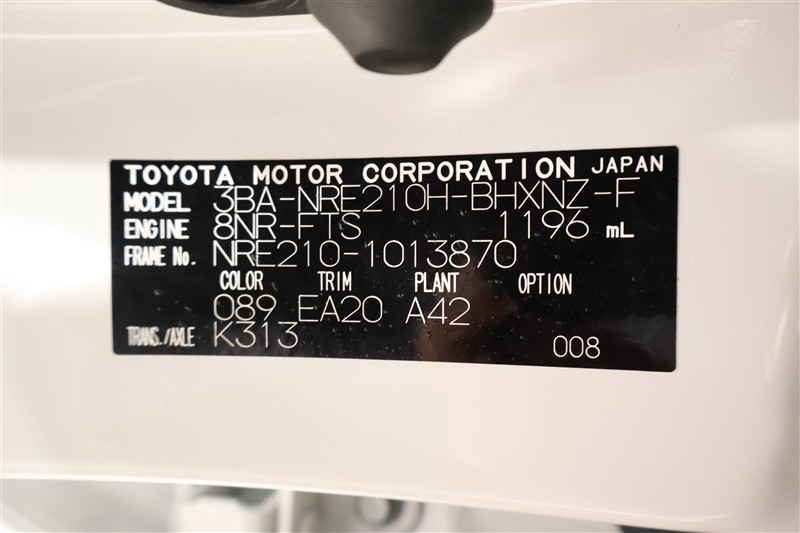 TOYOTA MOTOR CORPORATION JAPAN
MODEL 3BA-NRE210H-BHXNZ-F
ENGINE 8NR-FTS 1196 mL
FRAME No. NRE210-1013870
COLOR TRIM PLANT OPTION
089 EA20 A42
TRANS./AXLE K313 008